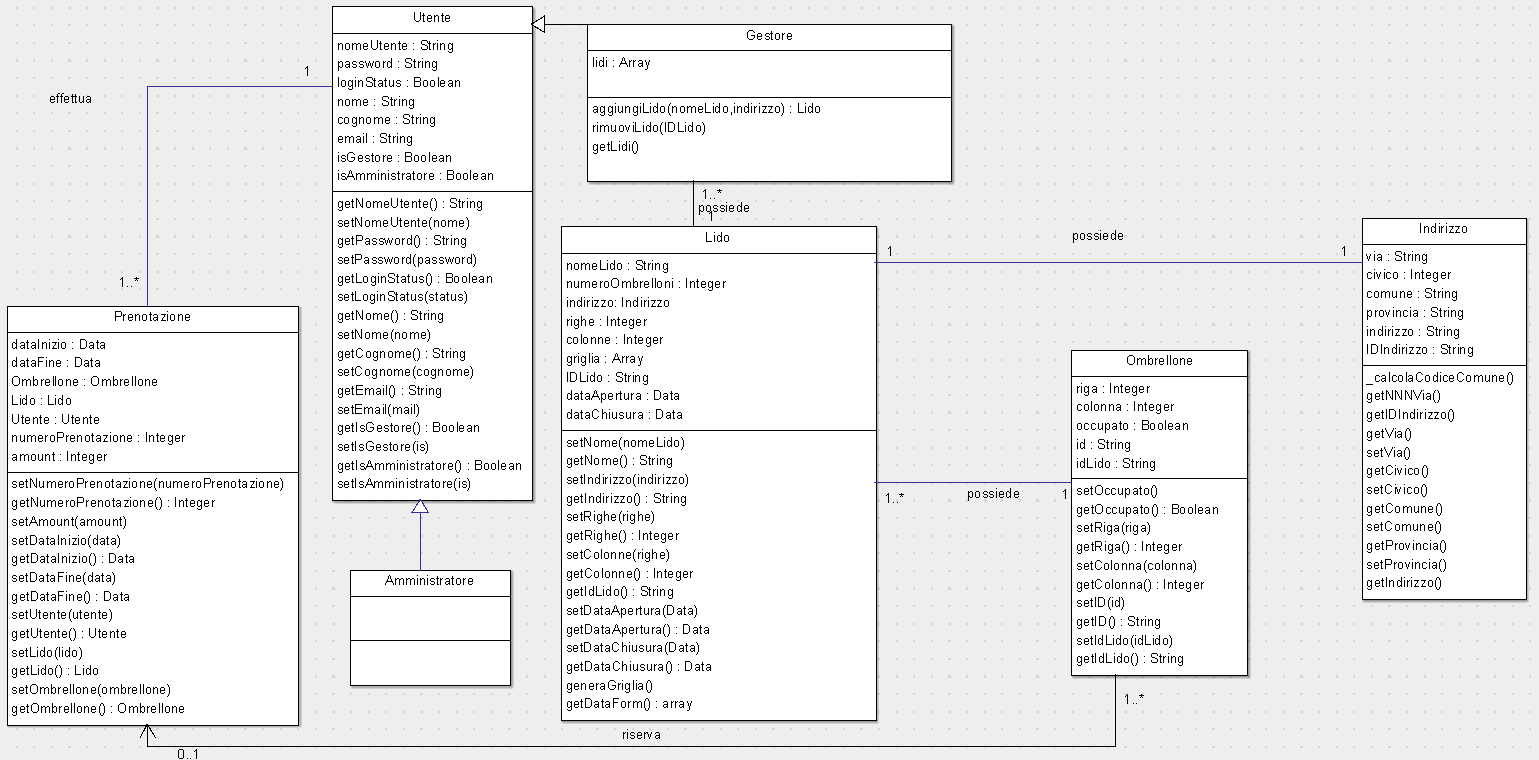 Utente
nomeUtente : String
password : String
loginStatus : Boolean
nome : String
cognome : String
email : String
isGestore : Boolean
isAmministratore : Boolean
getNomeUtente() : String
setNomeUtente(nome)
getPassword() : String
setPassword(password)
getLoginStatus() : Boolean
setLoginStatus(status)
getNome() : String
setNome(nome)
getCognome() : String
setCognome(cognome)
getEmail() : String
setEmail(mail)
getIsGestore() : Boolean
setIsGestore(is)
getIsAmministratore() : Boolean
setIsAmministratore(is)
Gestore
lidi : Array
aggiungiLido(nomeLido,indirizzo) : Lido
rimuoviLido(IDLido)
getLidi()
1..*
possiede
1
1
effettua
1..*
Prenotazione
dataInizio : Data
dataFine : Data
Ombrellone : Ombrellone
Lido : Lido
Utente : Utente
numeroPrenotazione : Integer
amount : Integer
setNumeroPrenotazione(numeroPrenotazione)
getNumeroPrenotazione() : Integer
setAmount(amount)
setDataInizio(data)
getDataInizio() : Data
setDataFine(data)
getDataFine() : Data
setUtente(utente)
getUtente() : Utente
setLido(lido)
getLido() : Lido
setOmbrellone(ombrellone)
getOmbrellone() : Ombrellone
Amministratore
Lido
nomeLido : String
numeroOmbrelloni : Integer
indirizzo: Indirizzo
righe : Integer
colonne : Integer
griglia : Array
IDLido : String
dataApertura : Data
dataChiusura : Data
setNome(nomeLido)
getNome() : String
setIndirizzo(indirizzo)
getIndirizzo() : String
setRighe(righe)
getRighe() : Integer
setColonne(righe)
getColonne() : Integer
getIdLido() : String
setDataApertura(Data)
getDataApertura() : Data
setDataChiusura(Data)
getDataChiusura() : Data
generaGriglia()
getDataForm() : array
1
possiede
1
Indirizzo
via : String
civico : Integer
comune : String
provincia : String
indirizzo : String
IDIndirizzo : String
_calcolaCodiceComune()
getNNNVia()
getIDIndirizzo()
getVia()
setVia()
getCivico()
setCivico()
getComune()
setComune()
getProvincia()
setProvincia()
getIndirizzo()
1..*
possiede
1
Ombrellone
riga : Integer
colonna : Integer
occupato : Boolean
id : String
idLido : String
setOccupato()
getOccupato() : Boolean
setRiga(riga)
getRiga() : Integer
setColonna(colonna)
getColonna() : Integer
setID(id)
getID() : String
setIdLido(idLido)
getIdLido() : String
1..*
riserva
0..1